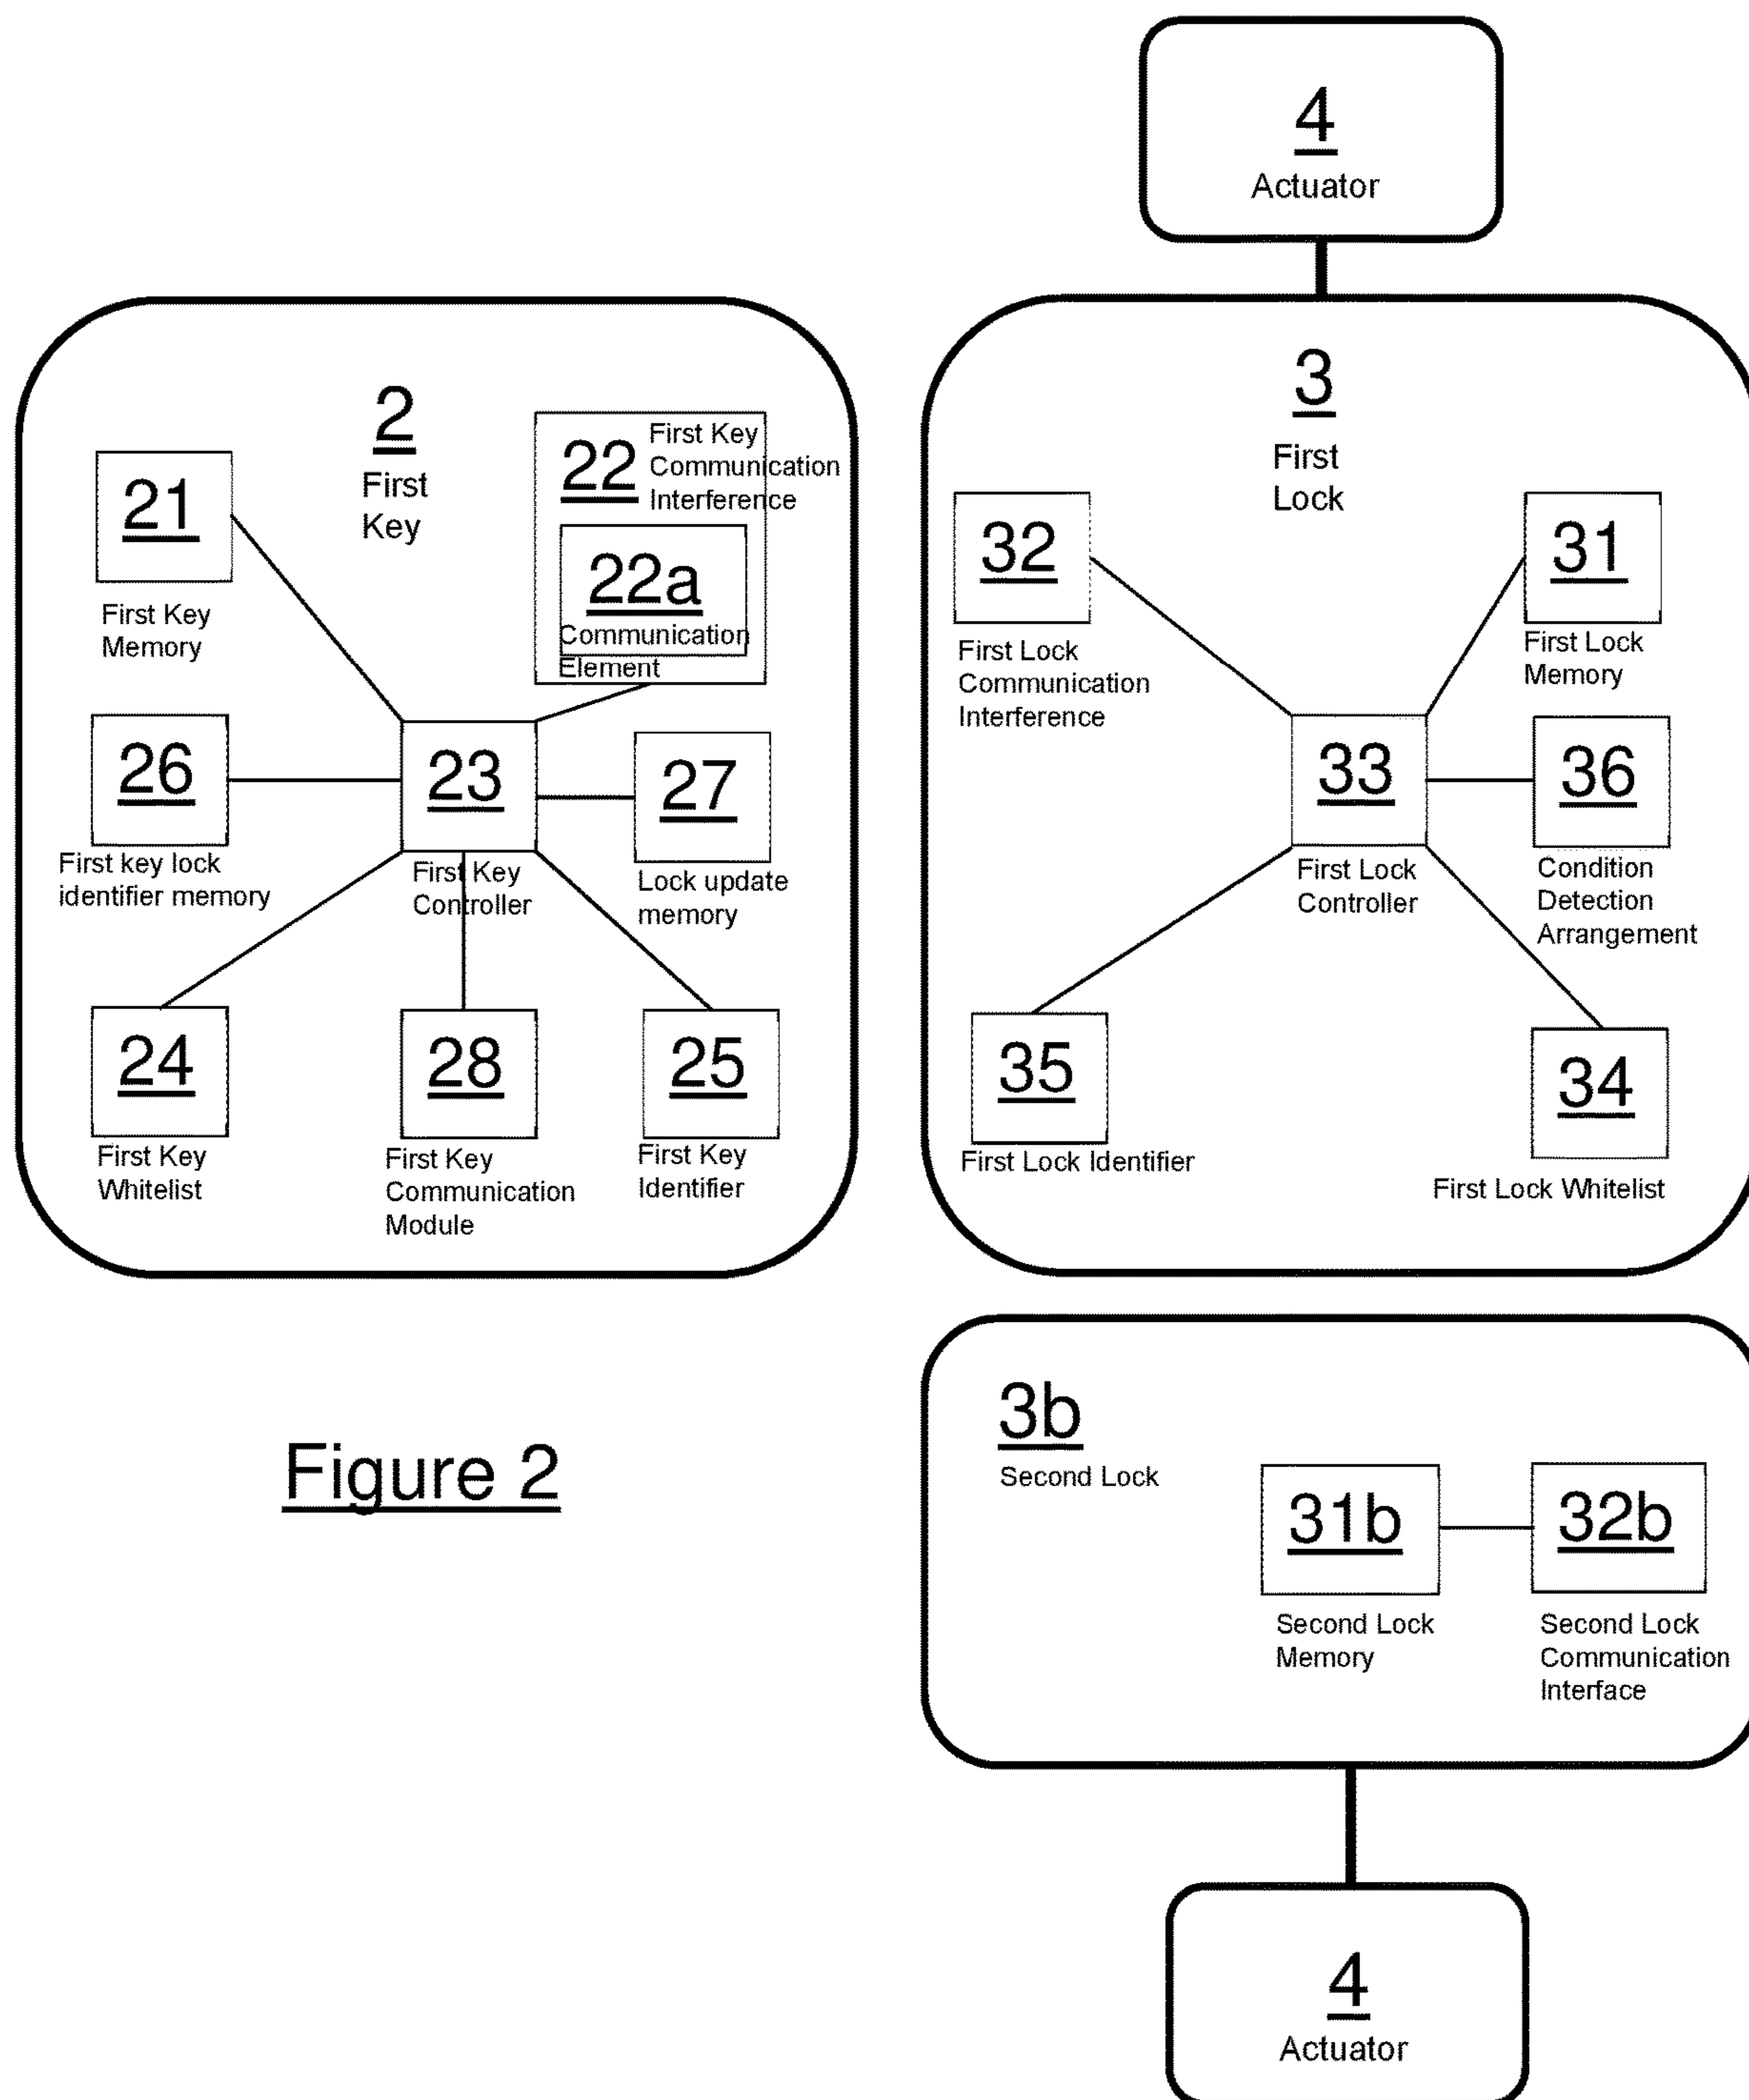 4
Actuator
2
First
Key
21
First Key
Memory
22
First Key
Communication
Interference
22a
Communication
Element
26
First key lock
identifier memory
23
First Key
Controller
27
Lock update
memory
24
First Key
Whitelist
28
First Key
Communication
Module
25
First Key
Identifier
3
First
Lock
32
First Lock
Communication
Interference
31
First Lock
Memory
33
First Lock
Controller
36
Condition
Detection
Arrangement
35
First Lock Identifier
34
First Lock Whitelist
3b
Second Lock
31b
Second Lock
Memory
32b
Second Lock
Communication
Interface
Figure 2
4
Actuator